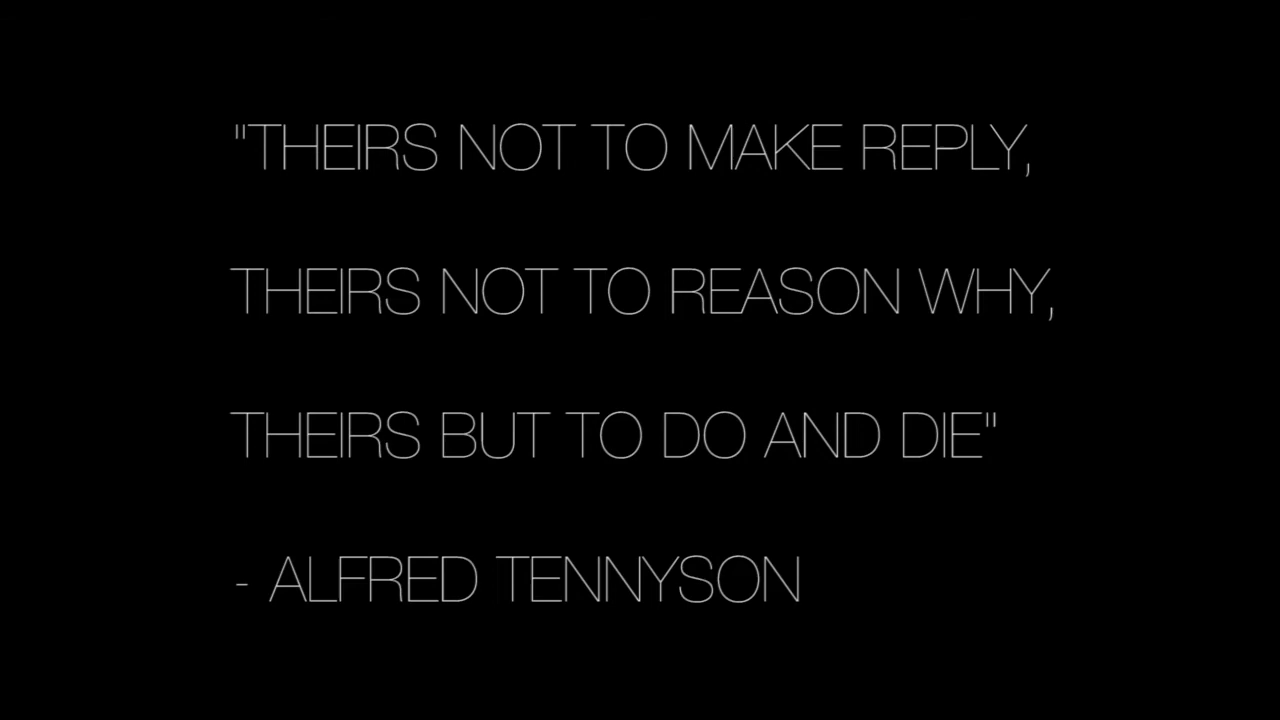 "THEIRS NOT TO MAKE REPLY,
THEIRS NOT TO REASON WHY,
THEIRS BUT TO DO AND DIE"
- ALFRED TENNYSON